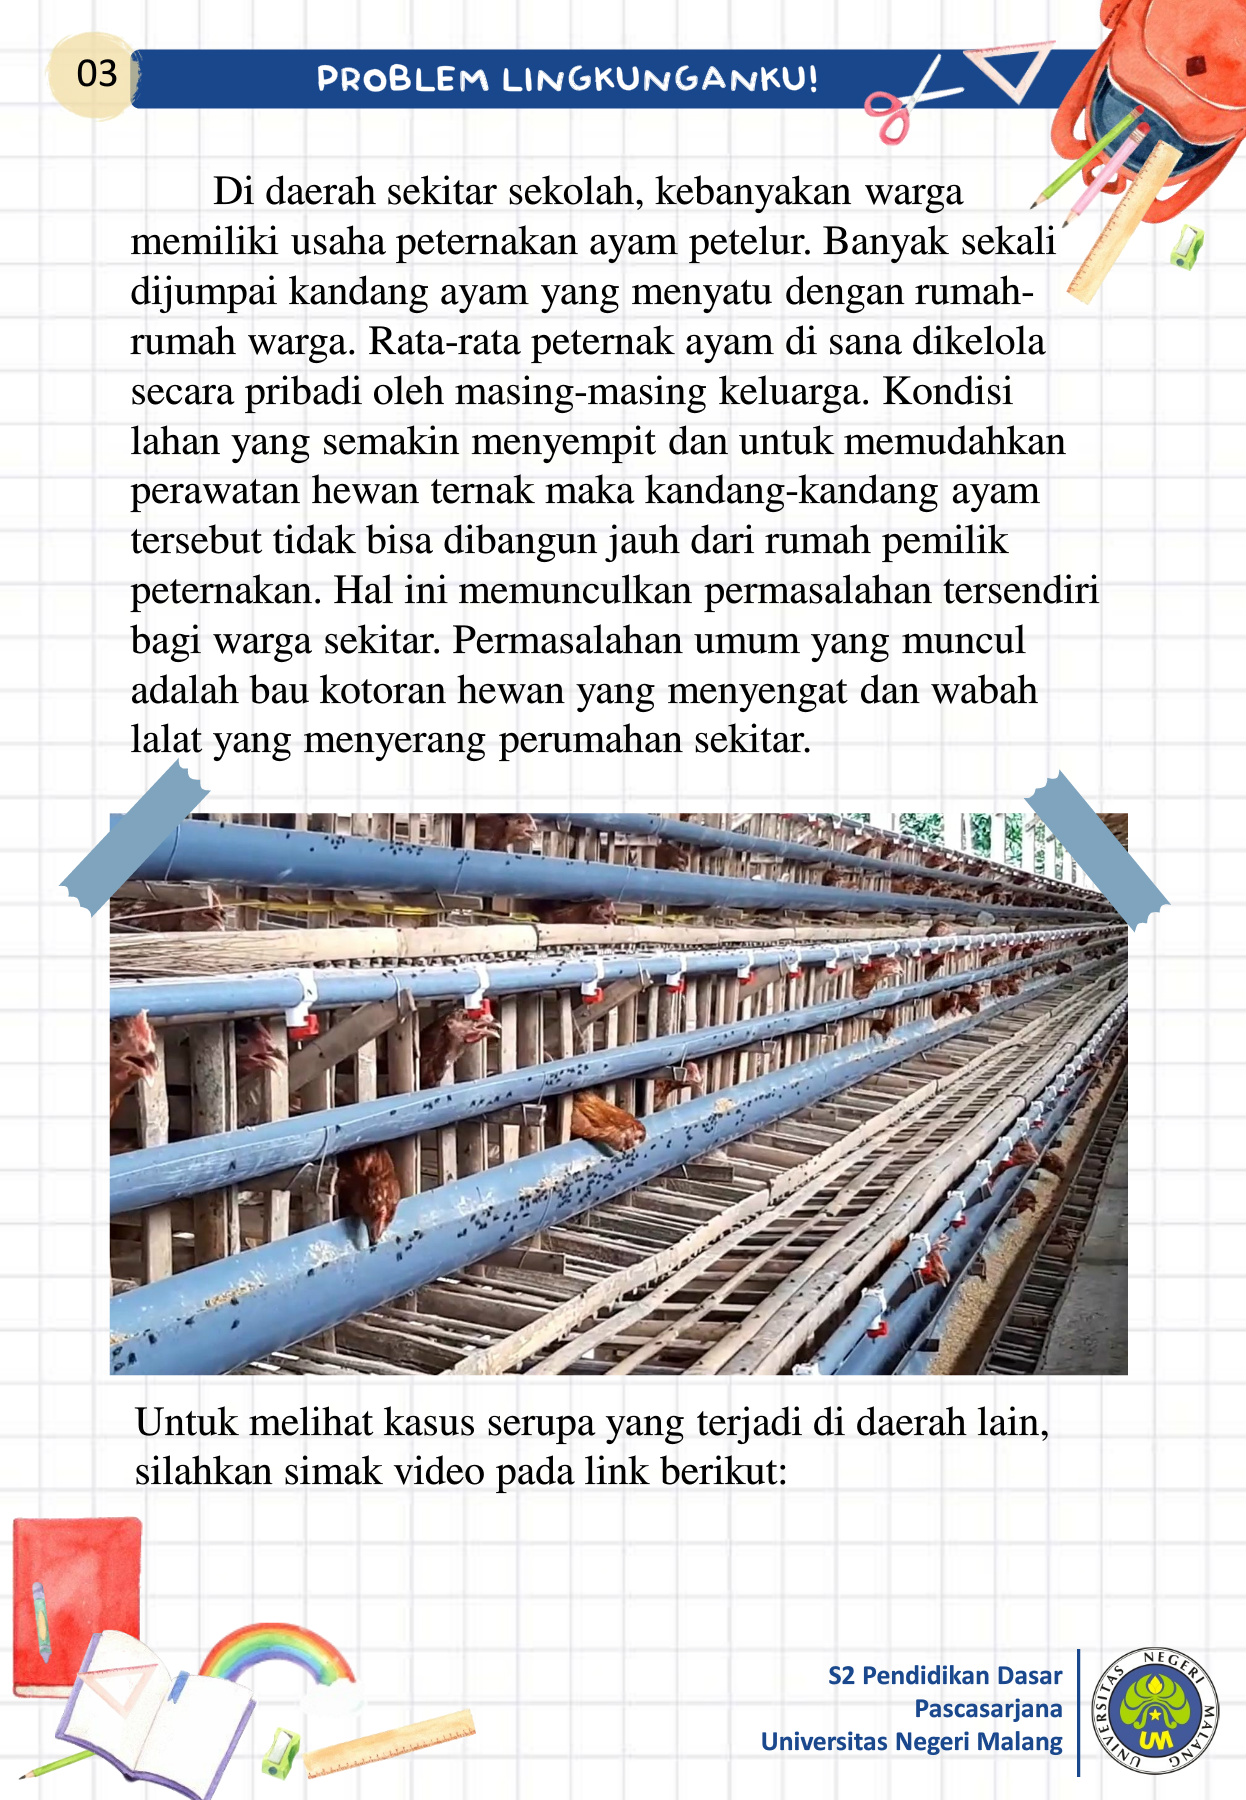 03
PROBLEM LINGKUNGANKU!
Di daerah sekitar sekolah, kebanyakan warga
memiliki usaha peternakan ayam petelur. Banyak sekali
dijumpai kandang ayam yang menyatu dengan rumah-
rumah warga. Rata-rata peternak ayam di sana dikelola
secara pribadi oleh masing-masing keluarga. Kondisi
lahan yang semakin menyempit dan untuk memudahkan
perawatan hewan ternak maka kandang-kandang ayam
tersebut tidak bisa dibangun jauh dari rumah pemilik
peternakan. Hal ini memunculkan permasalahan tersendiri
bagi warga sekitar. Permasalahan umum yang muncul
adalah bau kotoran hewan yang menyengat dan wabah
lalat yang menyerang perumahan sekitar.
Untuk melihat kasus serupa yang terjadi di daerah lain,
silahkan simak video pada link berikut:
S2 Pendidikan Dasar
Pascasarjana
Universitas Negeri Malang
UNIVERSITAS NEGERI MALANG
UM